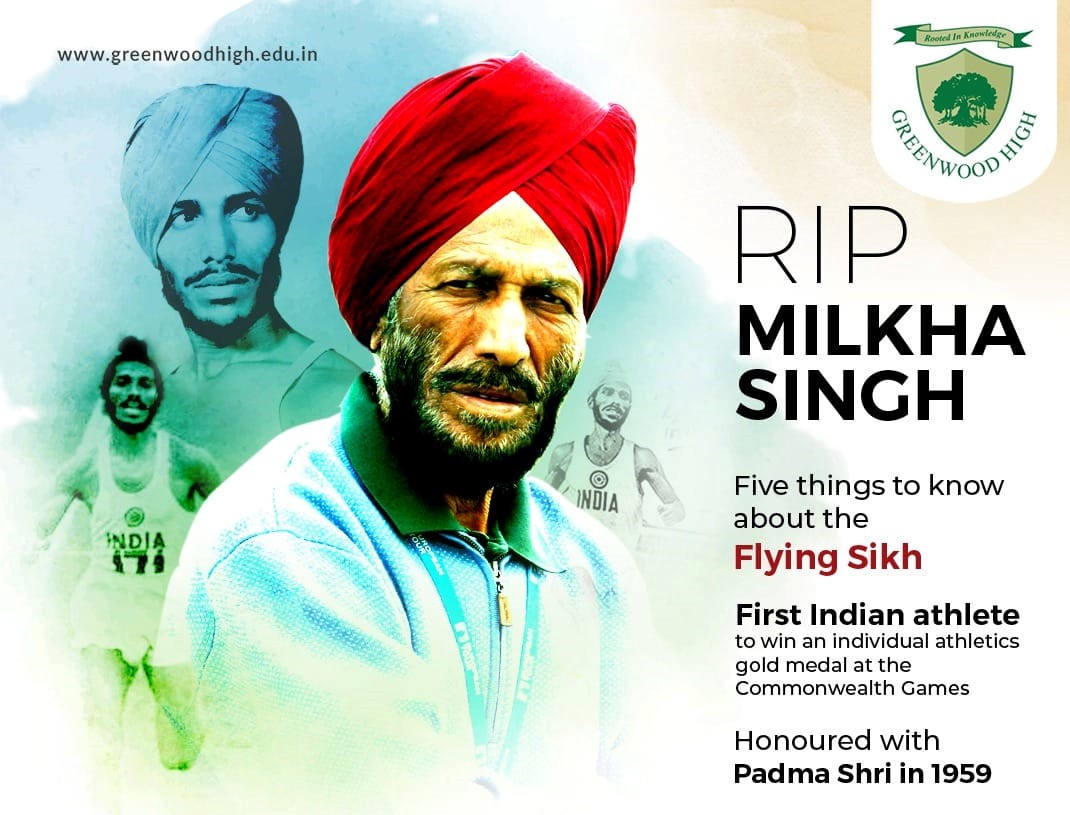 www.greenwoodhigh.edu.in
Rooted In Knowledge
GREENWOOD HIGH
RIP
MILKHA
SINGH
Five things to know
about the
Flying Sikh
First Indian athlete
to win an individual athletics
gold medal at the
Commonwealth Games
Honoured with
Padma Shri in 1959
INDIA
INDIA